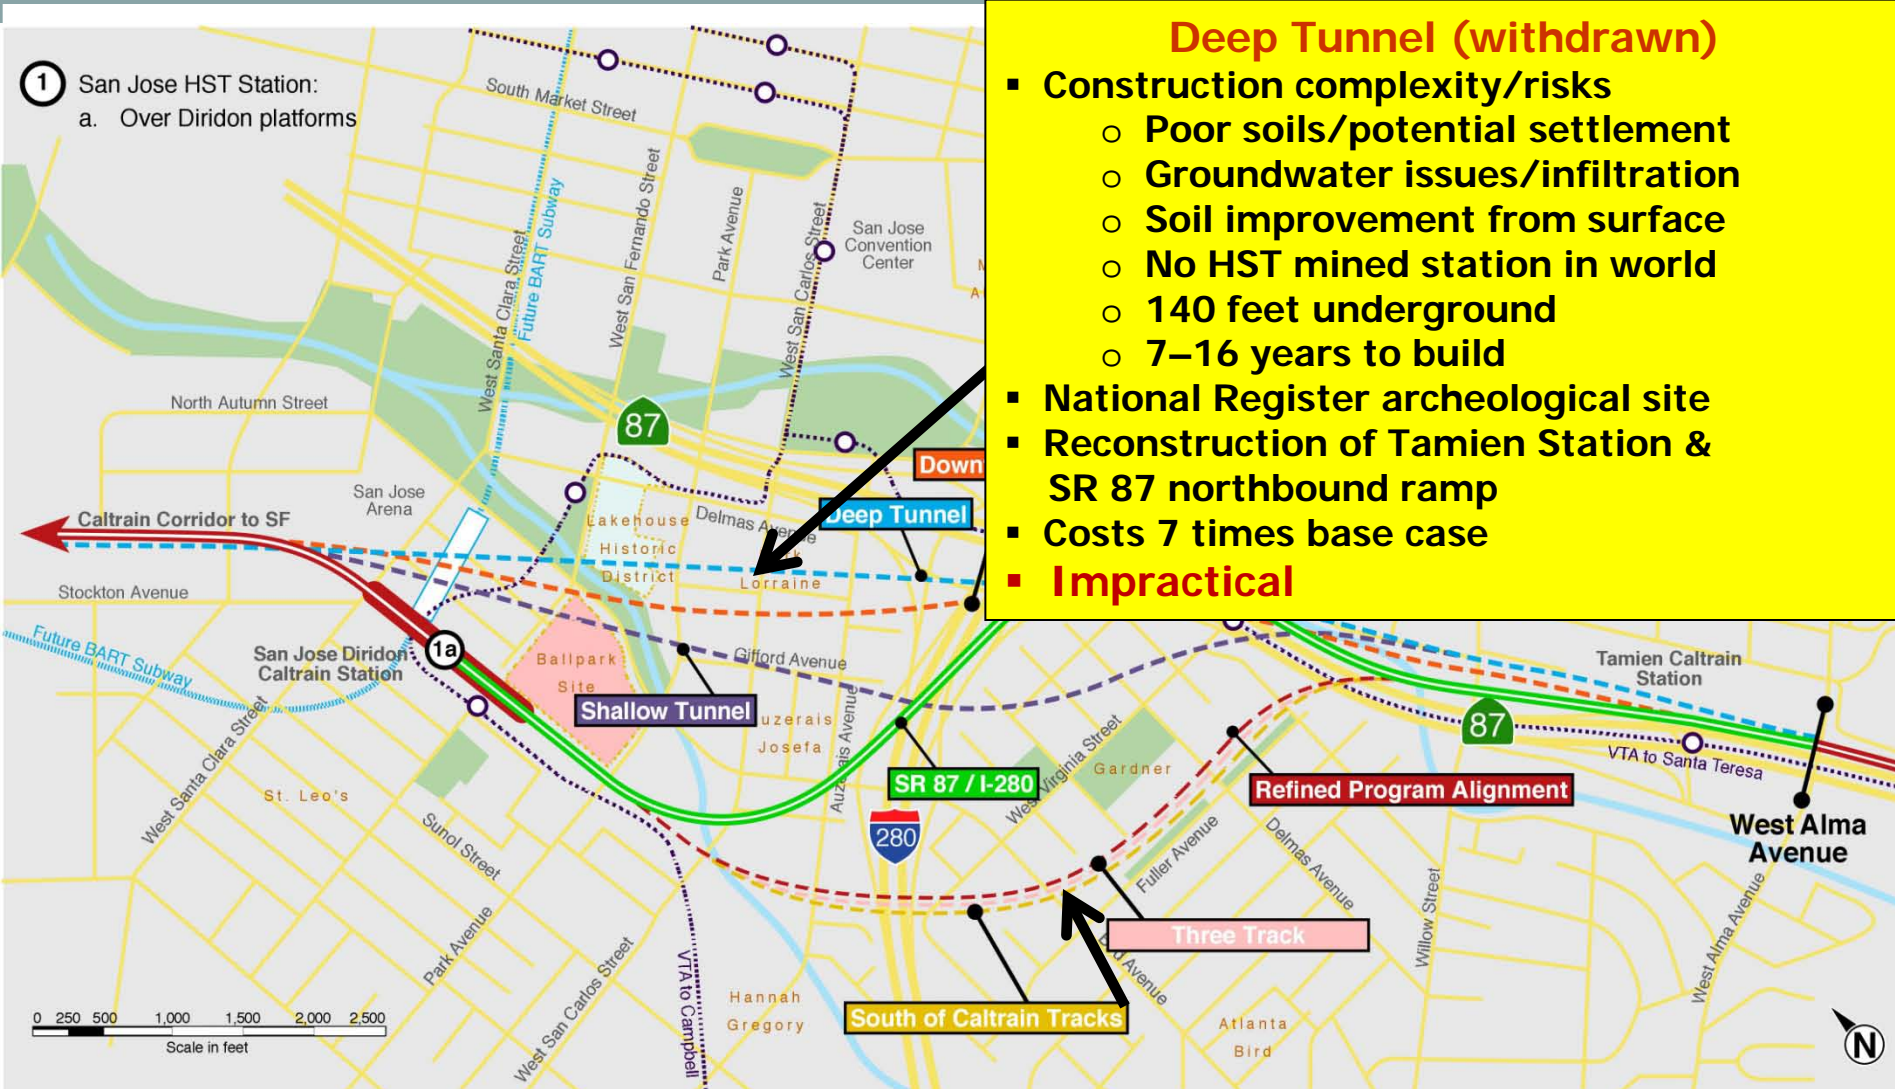 Deep Tunnel (withdrawn)
▪ Construction complexity/risks
o Poor soils/potential settlement
o Groundwater issues/infiltration
o Soil improvement from surface
o No HST mined station in world
o 140 feet underground
o 7–16 years to build
▪ National Register archeological site
▪ Reconstruction of Tamien Station &
SR 87 northbound ramp
▪ Costs 7 times base case
▪ Impractical
1 San Jose HST Station:
a. Over Diridon platforms
South Market Street
West Santa Clara Street
Future BART Subway
West San Fernando Street
Park Avenue
West San Carlos Street
San Jose
Convention
Center
North Autumn Street
87
San Jose
Arena
Caltrain Corridor to SF
Lakehouse
Historic
District
Delmas Avenue
Lorraine
Down
Deep Tunnel
Stockton Avenue
Future BART Subway
San Jose Diridon
Caltrain Station
1a
Ballpark
Site
Gifford Avenue
Shallow Tunnel
uzerais
Josefa
Auzerais Avenue
SR 87 / I-280
280
West Virginia Street
Gardner
Refined Program Alignment
Tamien Caltrain
Station
87
VTA to Santa Teresa
West Alma
Avenue
St. Leo's
West Santa Clara Street
Sunol Street
Park Avenue
West San Carlos Street
VTA to Campbell
Hannah
Gregory
Fuller Avenue
Delmas Avenue
Three Track
Avenue
South of Caltrain Tracks
Atlanta
Bird
Willow Street
West Alma Avenue
0 250 500 1,000 1,500 2,000 2,500
Scale in feet
N